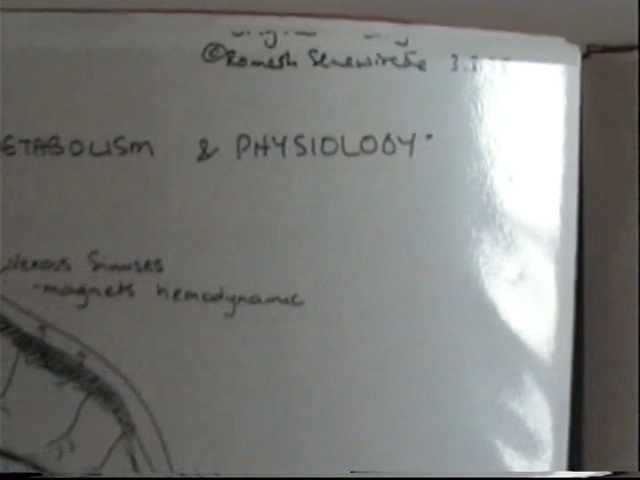 ©Romesh Senewiratne
ETABOLISM & PHYSIOLOGY"
Venous Sinuses
-magnets hemodynamic